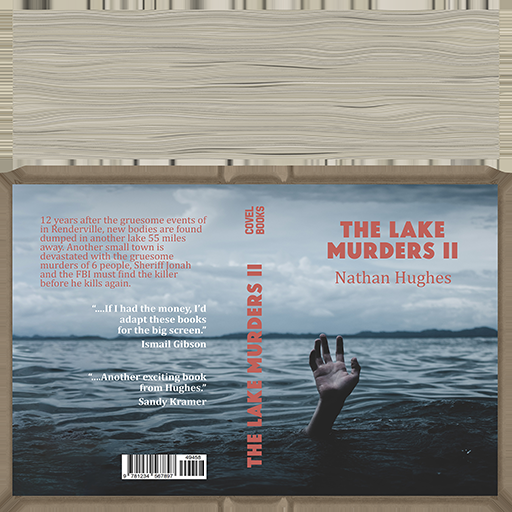 12 years after the gruesome events of
in Renderville, new bodies are found
dumped in another lake 55 miles
away. Another small town is
devastated with the gruesome
murders of 6 people, Sheriff Jonah
and the FBI must find the killer
before he kills again.
“....If I had the money, I’d
adapt these books
for the big screen.”
Ismail Gibson
“....Another exciting book
from Hughes.”
Sandy Kramer
49458
9 781234 567897
COVEL
BOOKS
THE LAKE MURDERS II
THE LAKE
MURDERS II
Nathan Hughes